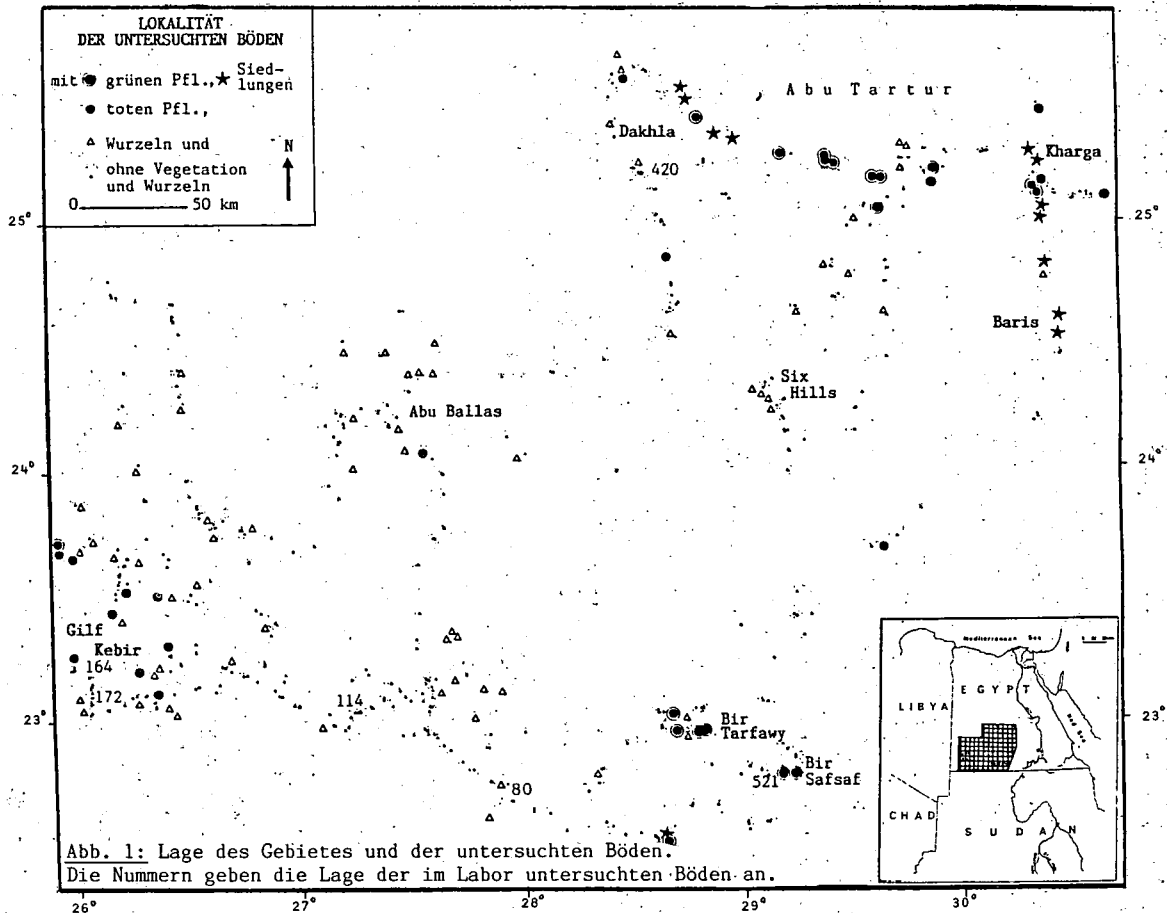 LOKALITÄT
DER UNTERSUCHTEN BÖDEN
mit grünen Pfl., Sied-
lungen
toten Pfl.,
Wurzeln und
ohne Vegetation
und Wurzeln
N
0 50 km
Abu Tartur
Dakhla
420
Kharga
25°
25°
Baris
Six
Hills
Abu Ballas
24°
24°
Gilf
Kebir
164
172
114
23°
23°
Bir
Tarfawy
Bir
Safsaf
521
80
Mediterranean Sea
EGYPT
LIBYA
Red Sea
CHAD
SUDAN
Abb. 1: Lage des Gebietes und der untersuchten Böden.
Die Nummern geben die Lage der im Labor untersuchten Böden an.
26° 27° 28° 29° 30°